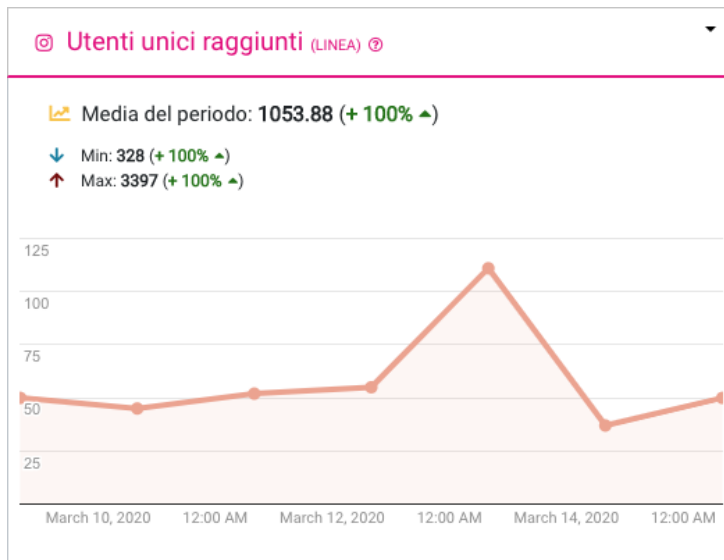 Utenti unici raggiunti (LINEA)
Media del periodo: 1053.88 (+ 100% ▲)
Min: 328 (+ 100% ▲)
Max: 3397 (+ 100% ▲)
125
100
75
50
25
March 10, 2020 12:00 AM March 12, 2020 12:00 AM March 14, 2020 12:00 AM